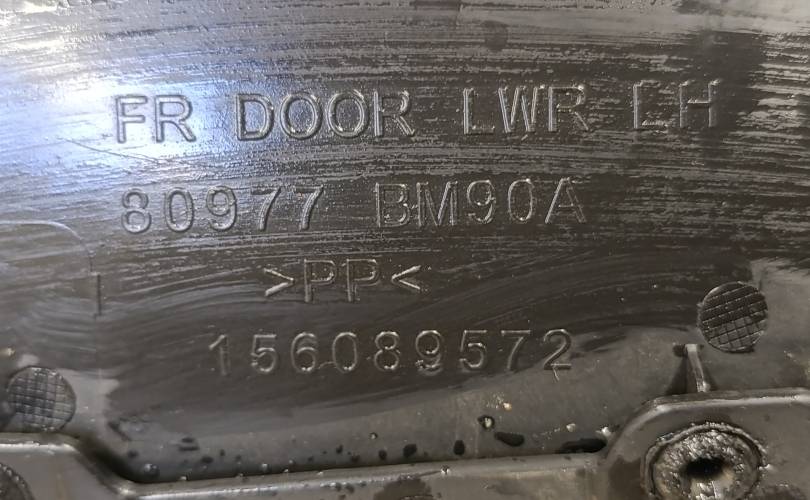 FR DOOR LWR LH
80977 BM90A
>PP<
156089572